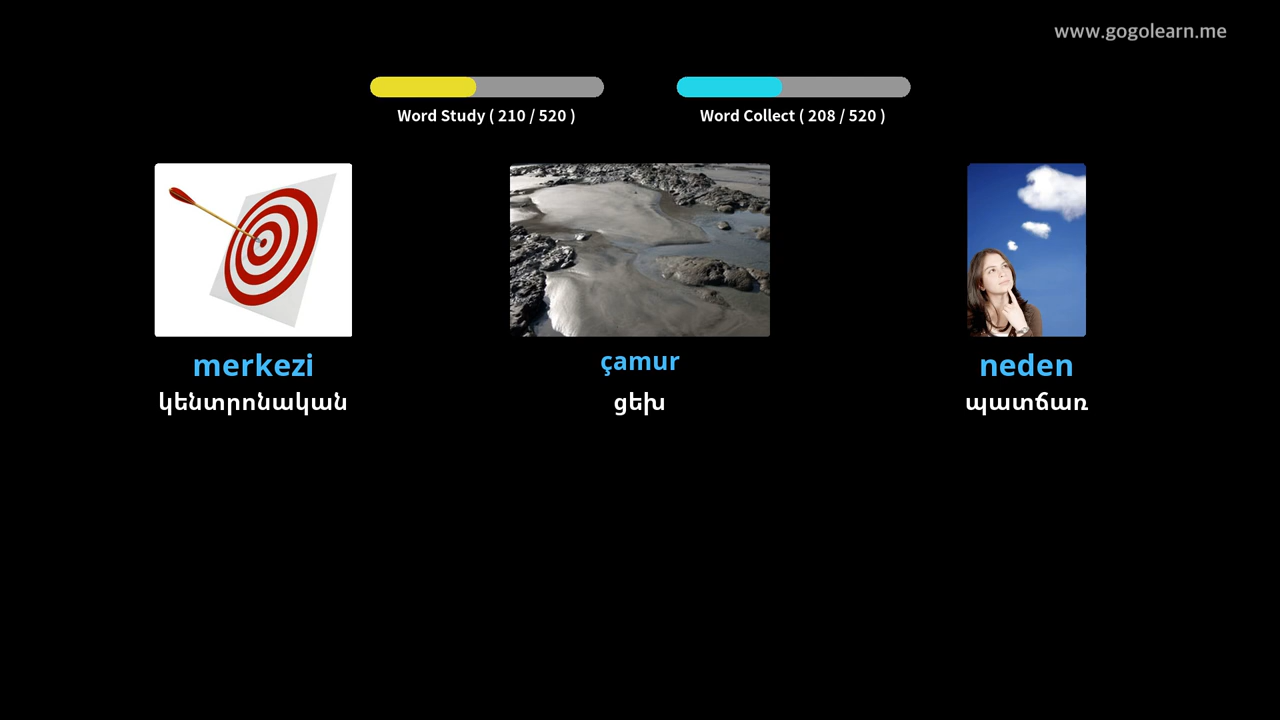 www.gogolearn.me
Word Study ( 210 / 520 )
Word Collect ( 208 / 520 )
merkezi
կենտրոնական
çamur
ցեխ
neden
պատճառ